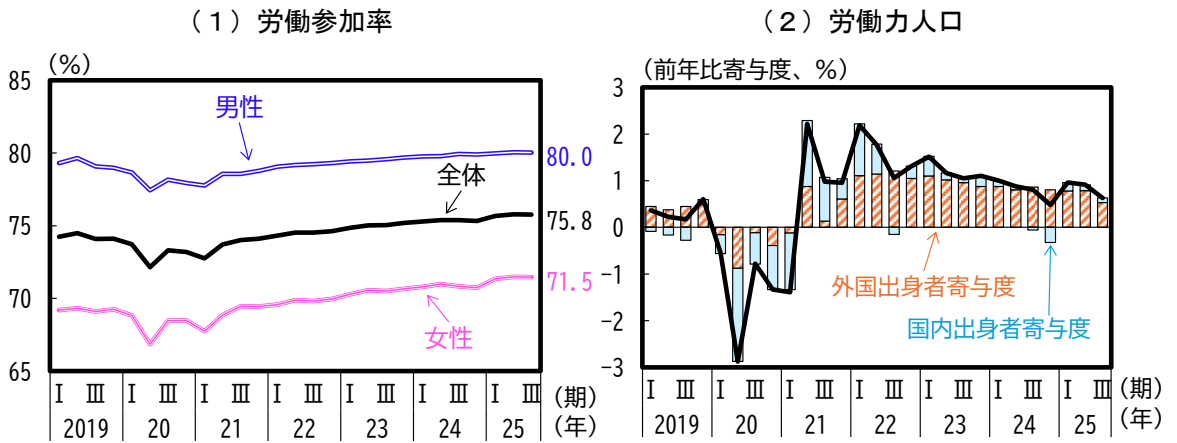 （１）労働参加率
（％）
85
80
75
70
65
男性
全体
女性
80.0
75.8
71.5
Ⅰ Ⅲ Ⅰ Ⅲ Ⅰ Ⅲ Ⅰ Ⅲ Ⅰ Ⅲ Ⅰ Ⅲ Ⅰ Ⅲ （期）
2019 20 21 22 23 24 25 （年）
（２）労働力人口
（前年比寄与度、％）
3
2
1
0
−1
−2
−3
外国出身者寄与度
国内出身者寄与度
Ⅰ Ⅲ Ⅰ Ⅲ Ⅰ Ⅲ Ⅰ Ⅲ Ⅰ Ⅲ Ⅰ Ⅲ Ⅰ Ⅲ （期）
2019 20 21 22 23 24 25 （年）